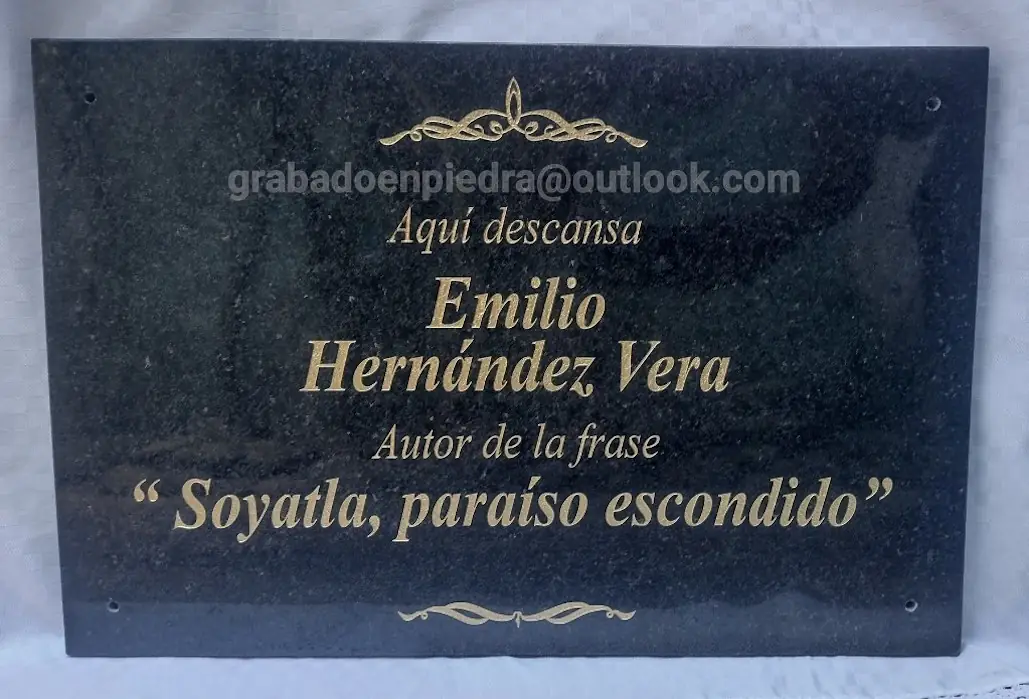 grabadoenpiedra@outlook.com
Aquí descansa
Emilio
Hernández Vera
Autor de la frase
“ Soyatla, paraíso escondido”